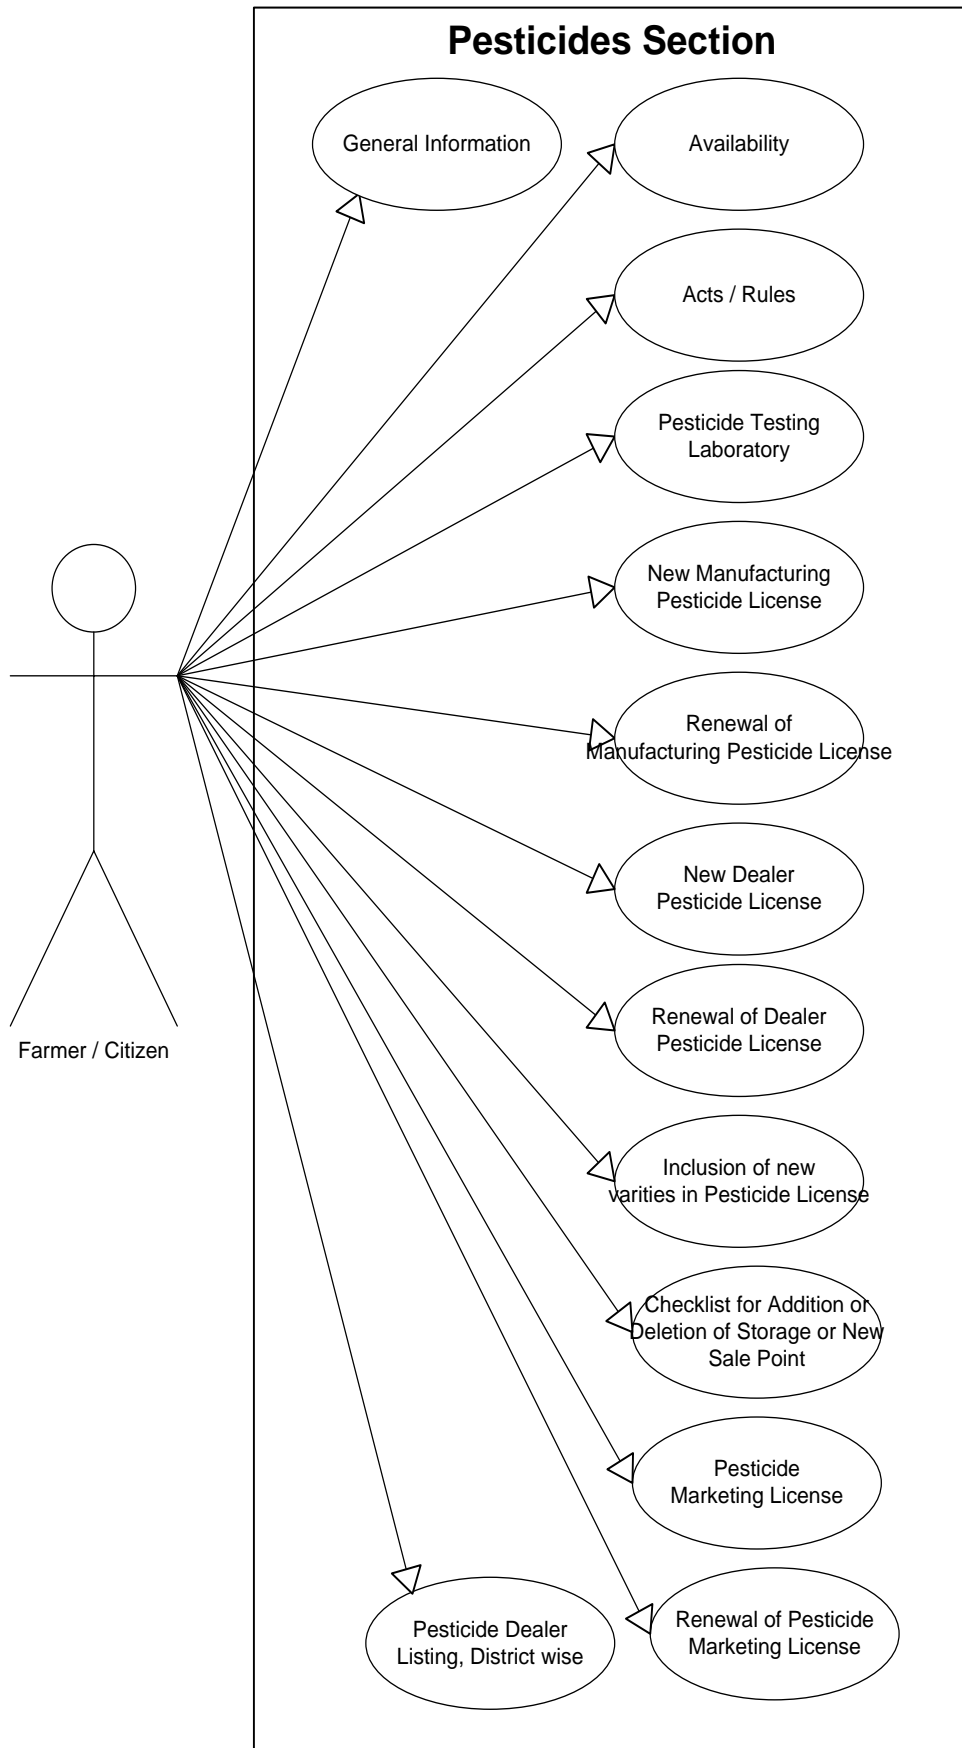 Pesticides Section
General Information
Availability
Acts / Rules
Pesticide Testing
Laboratory
New Manufacturing
Pesticide License
Renewal of
Manufacturing Pesticide License
New Dealer
Pesticide License
Farmer / Citizen
Renewal of Dealer
Pesticide License
Inclusion of new
varities in Pesticide License
Checklist for Addition or
Deletion of Storage or New
Sale Point
Pesticide
Marketing License
Pesticide Dealer
Listing, District wise
Renewal of Pesticide
Marketing License